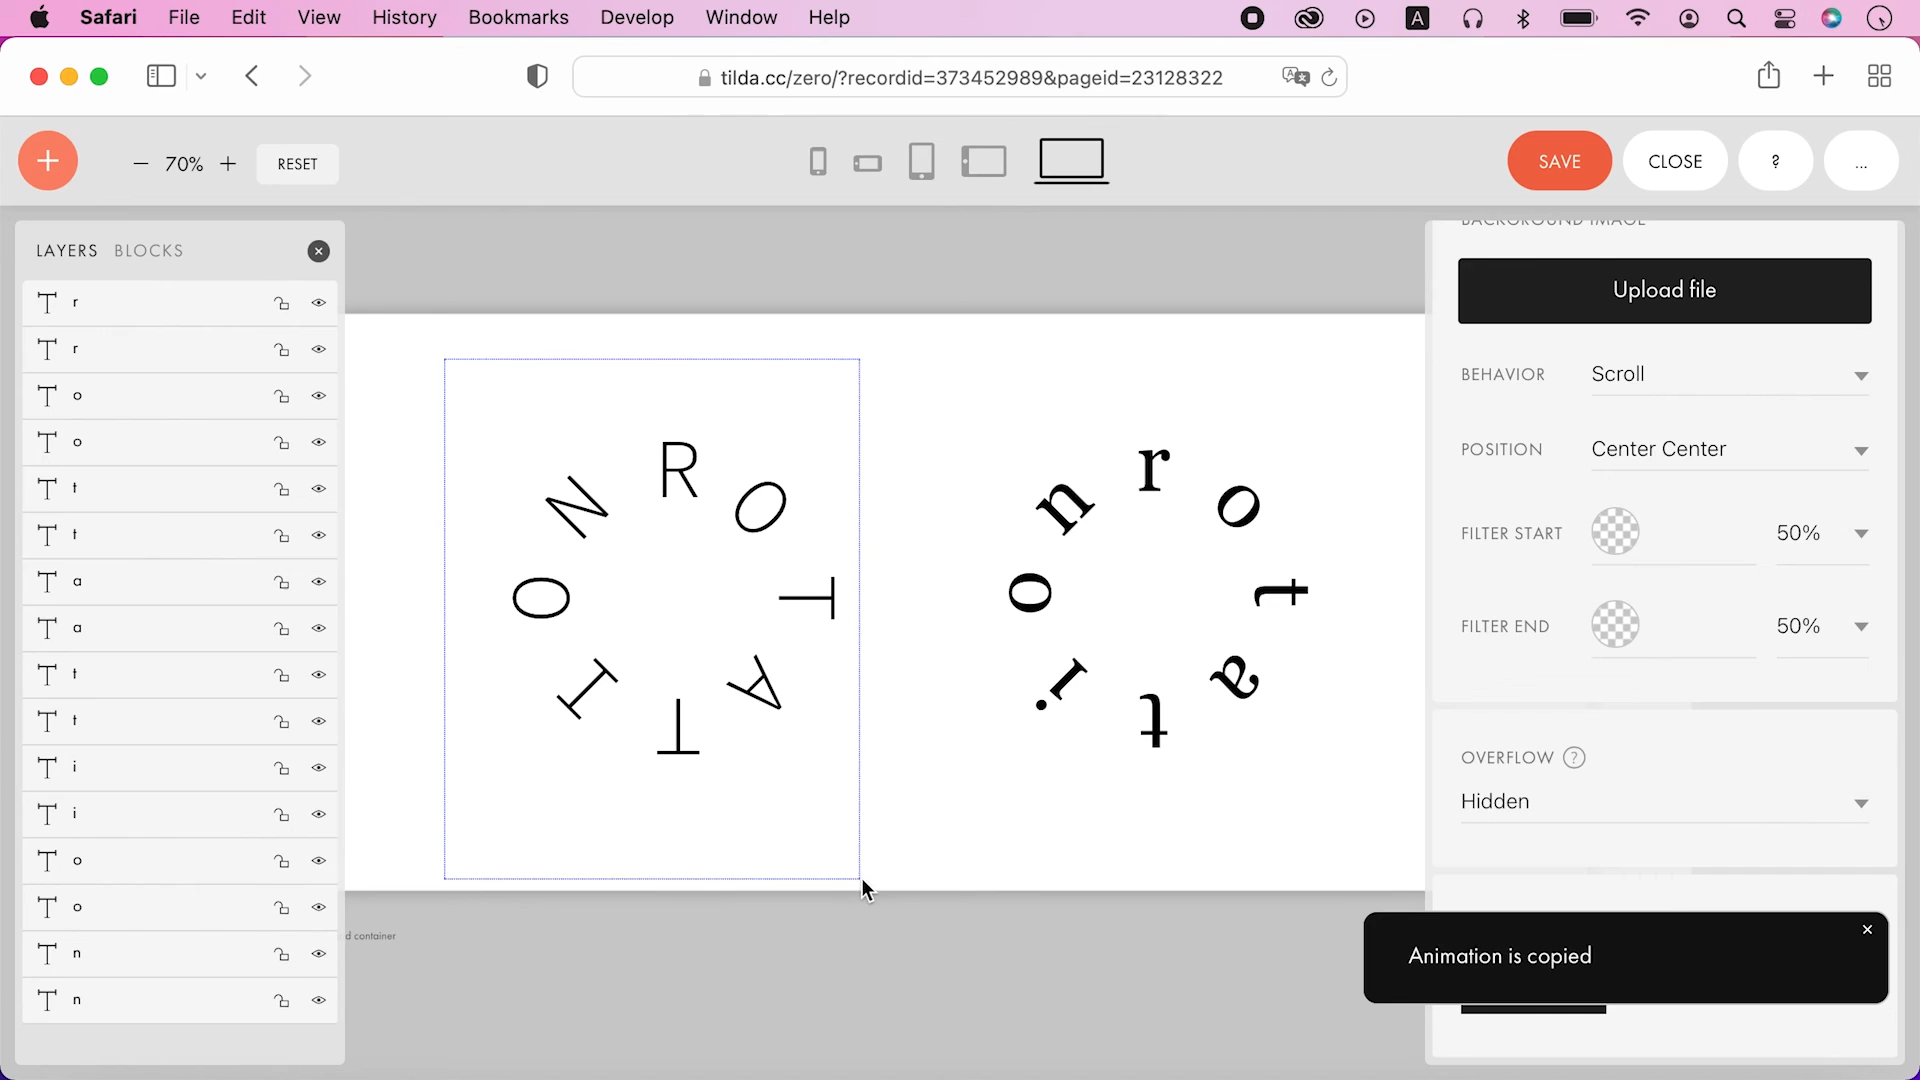 Safari File Edit View History Bookmarks Develop Window Help
A
tilda.cc/zero/?recordid=373452989&pageid=23128322
+
− 70% +
RESET
SAVE
CLOSE
?
...
LAYERS BLOCKS
T r
T r
T o
T o
T t
T t
T a
T a
T t
T t
T i
T i
T o
T o
T n
T n
R O T A T I O N
r o t a t i o n
d container
BACKGROUND IMAGE
Upload file
BEHAVIOR Scroll
POSITION Center Center
FILTER START 50%
FILTER END 50%
OVERFLOW ?
Hidden
Animation is copied